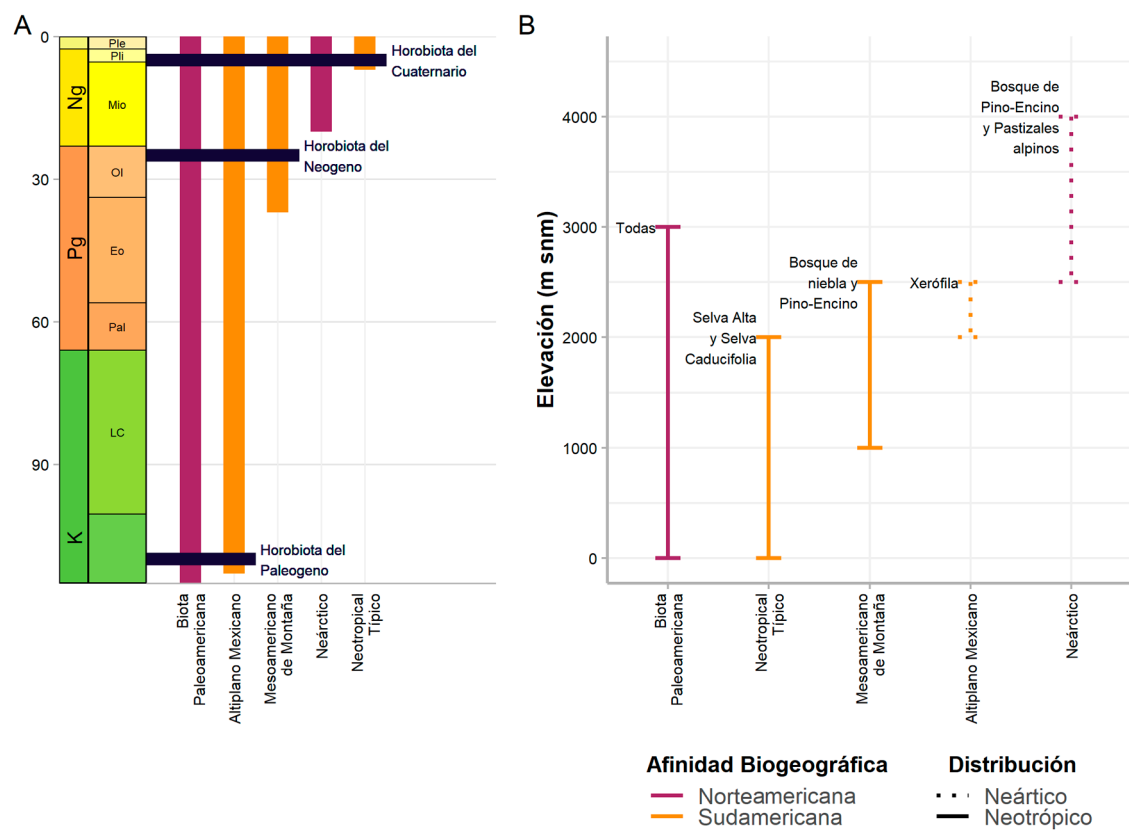 A
0
30
60
90
Ng
Pg
K
Ple
Pli
Mio
Ol
Eo
Pal
LC
Horobiota del
Cuaternario
Horobiota del
Neogeno
Horobiota del
Paleogeno
Biota
Paleoamericana
Altiplano Mexicano
Mesoamericano
de Montaña
Neárctico
Neotropical
Típico
B
Elevación (m snm)
4000
3000
2000
1000
0
Todas
Selva Alta
y Selva
Caducifolia
Bosque de
niebla y
Pino-Encino
Xerófila
Bosque de
Pino-Encino
y Pastizales
alpinos
Biota
Paleoamericana
Neotropical
Típico
Mesoamericano
de Montaña
Altiplano Mexicano
Neárctico
Afinidad Biogeográfica
Norteamericana
Sudamericana
Distribución
Neártico
Neotrópico